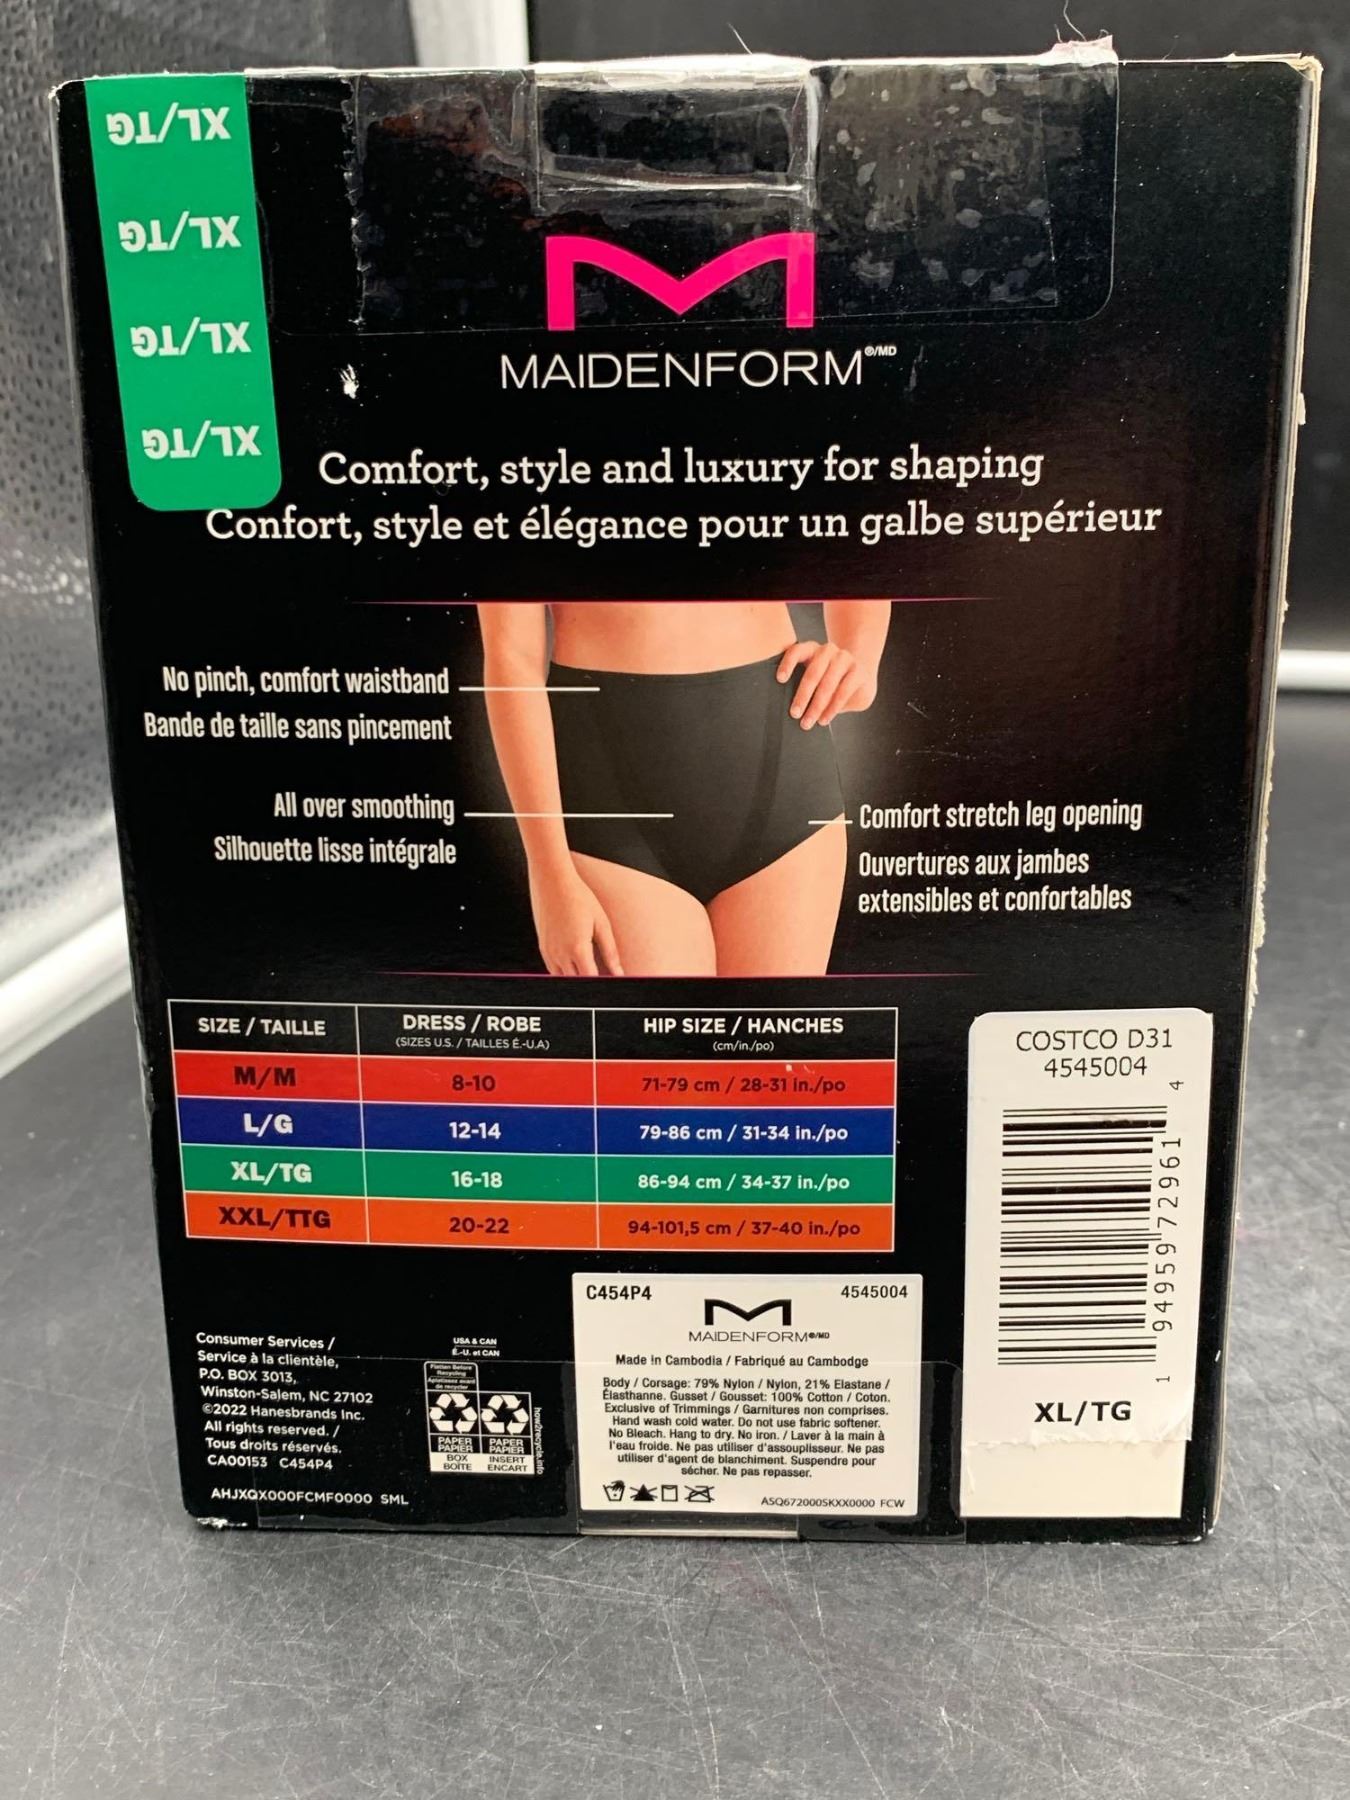 XL/TG
XL/TG
XL/TG
XL/TG
MAIDENFORM®/MD
Comfort, style and luxury for shaping
Confort, style et élégance pour un galbe supérieur
No pinch, comfort waistband
Bande de taille sans pincement
All over smoothing
Silhouette lisse intégrale
Comfort stretch leg opening
Ouvertures aux jambes
extensibles et confortables
SIZE / TAILLE DRESS / ROBE HIP SIZE / HANCHES
(SIZES U.S. / TAILLES É.-U.A) (cm/in./po)
M/M 8-10 71-79 cm / 28-31 in./po
L/G 12-14 79-86 cm / 31-34 in./po
XL/TG 16-18 86-94 cm / 34-37 in./po
XXL/TTG 20-22 94-101,5 cm / 37-40 in./po
COSTCO D31
4545004
1 94959 72961 4
XL/TG
Consumer Services /
Service à la clientèle,
P.O. BOX 3013,
Winston-Salem, NC 27102
©2022 Hanesbrands Inc.
All rights reserved. /
Tous droits réservés.
CA00153 C454P4
AHJXQX000FCMF0000 SML
USA & CAN
É.-U. et CAN
Flatten Before
Recycling
Aplatissez avant
de recycler
PAPER PAPER
PAPIER PAPIER
BOX INSERT
BOÎTE ENCART
how2recycle.info
C454P4 4545004
MAIDENFORM®/MD
Made in Cambodia / Fabriqué au Cambodge
Body / Corsage: 79% Nylon / Nylon, 21% Elastane /
Élasthanne. Gusset / Gousset: 100% Cotton / Coton.
Exclusive of Trimmings / Garnitures non comprises.
Hand wash cold water. Do not use fabric softener.
No Bleach. Hang to dry. No iron. / Laver à la main à
l'eau froide. Ne pas utiliser d'assouplisseur. Ne pas
utiliser d'agent de blanchiment. Suspendre pour
sécher. Ne pas repasser.
ASQ672000SKXX0000 FCW